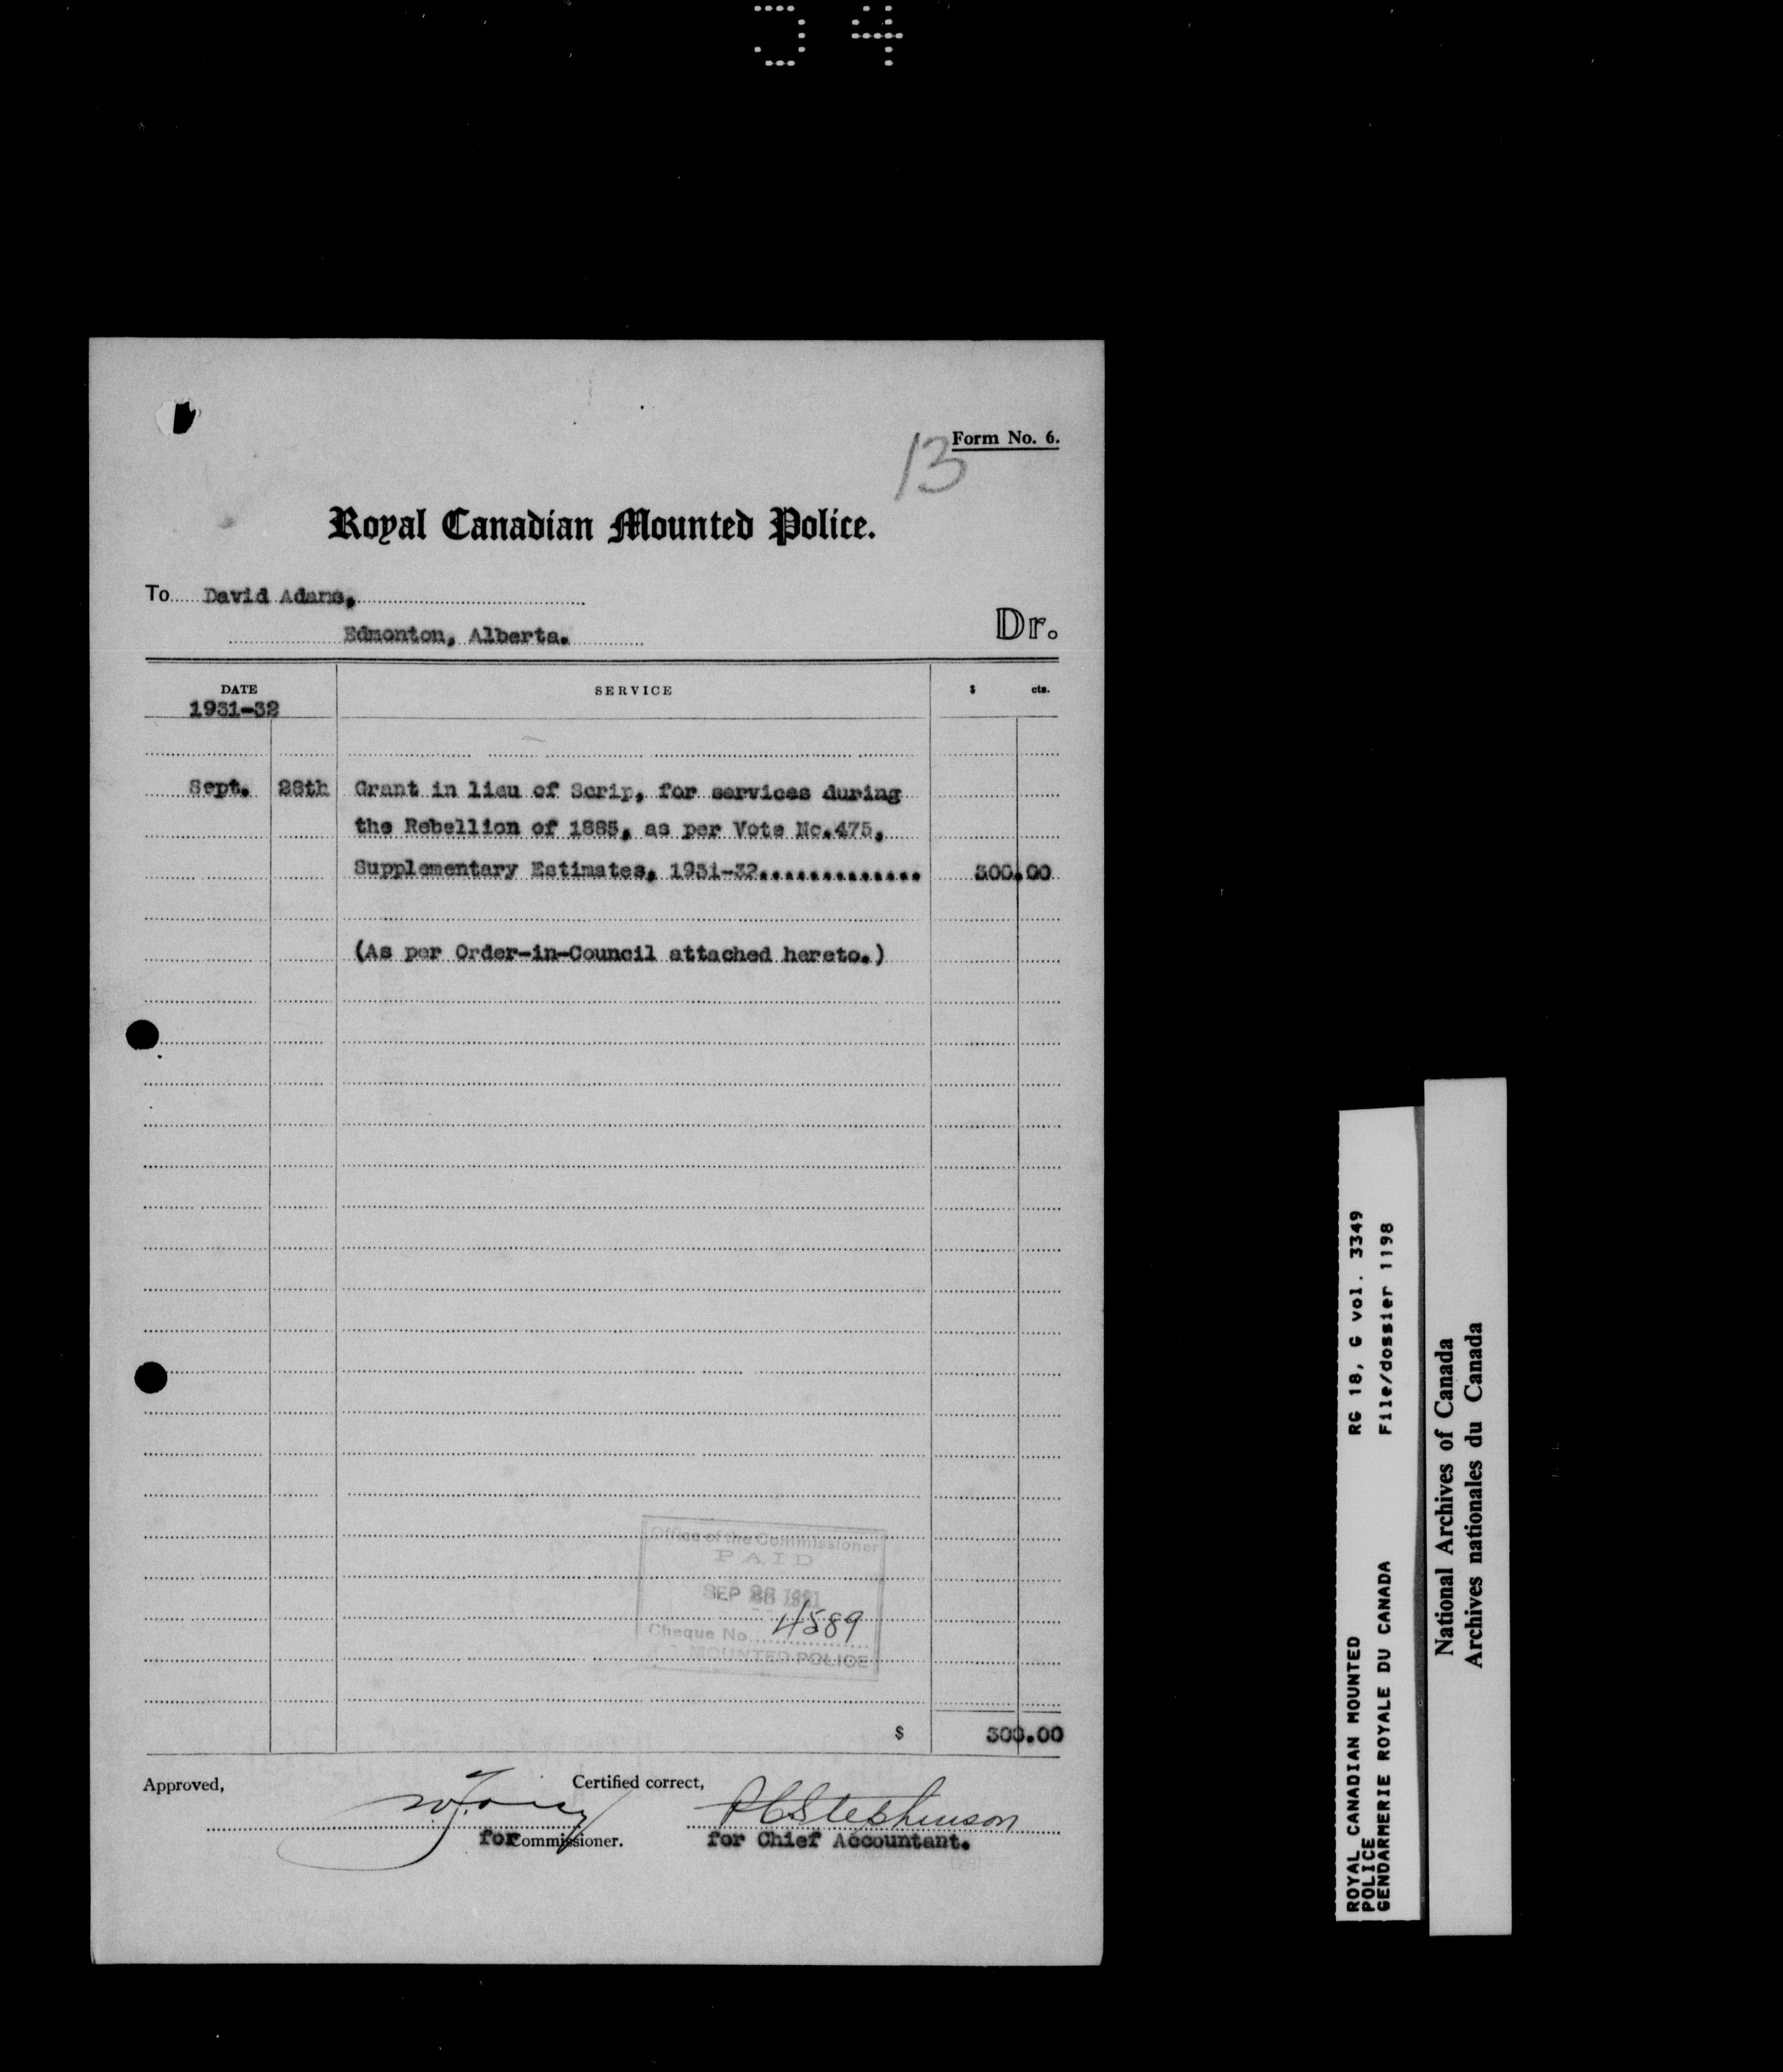 Form No. 6.
13
Royal Canadian Mounted Police.
To David Adams,
Edmonton, Alberta.
Dr.
DATE SERVICE $ cts.
1931-32
Sept. 28th Grant in lieu of Scrip, for services during
the Rebellion of 1885, as per Vote No.475,
Supplementary Estimates, 1931-32............. 300.00
(As per Order-in-Council attached hereto.)
Office of the Commissioner
PAID
SEP 1931
Cheque No. 4589
MOUNTED POLICE
$ 300.00
Approved, Certified correct,
Stephenson
for Commissioner. for Chief Accountant.
ROYAL CANADIAN MOUNTED RG 18, G vol. 3349
POLICE
GENDARMERIE ROYALE DU CANADA File/dossier 1198
National Archives of Canada
Archives nationales du Canada